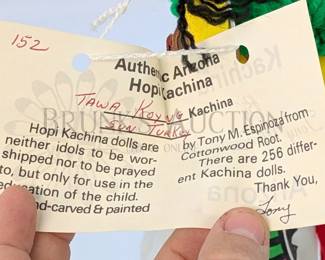 152
Authentic Arizona
Hopi Kachina
TAWA KOYNG Kachina
SUN TURKEY
Hopi Kachina dolls are
neither idols to be wor-
shipped nor to be prayed
to, but only for use in the
education of the child.
and-carved & painted
by Tony M. Espinoza from
Cottonwood Root.
There are 256 differ-
ent Kachina dolls.
Thank You,
Tony